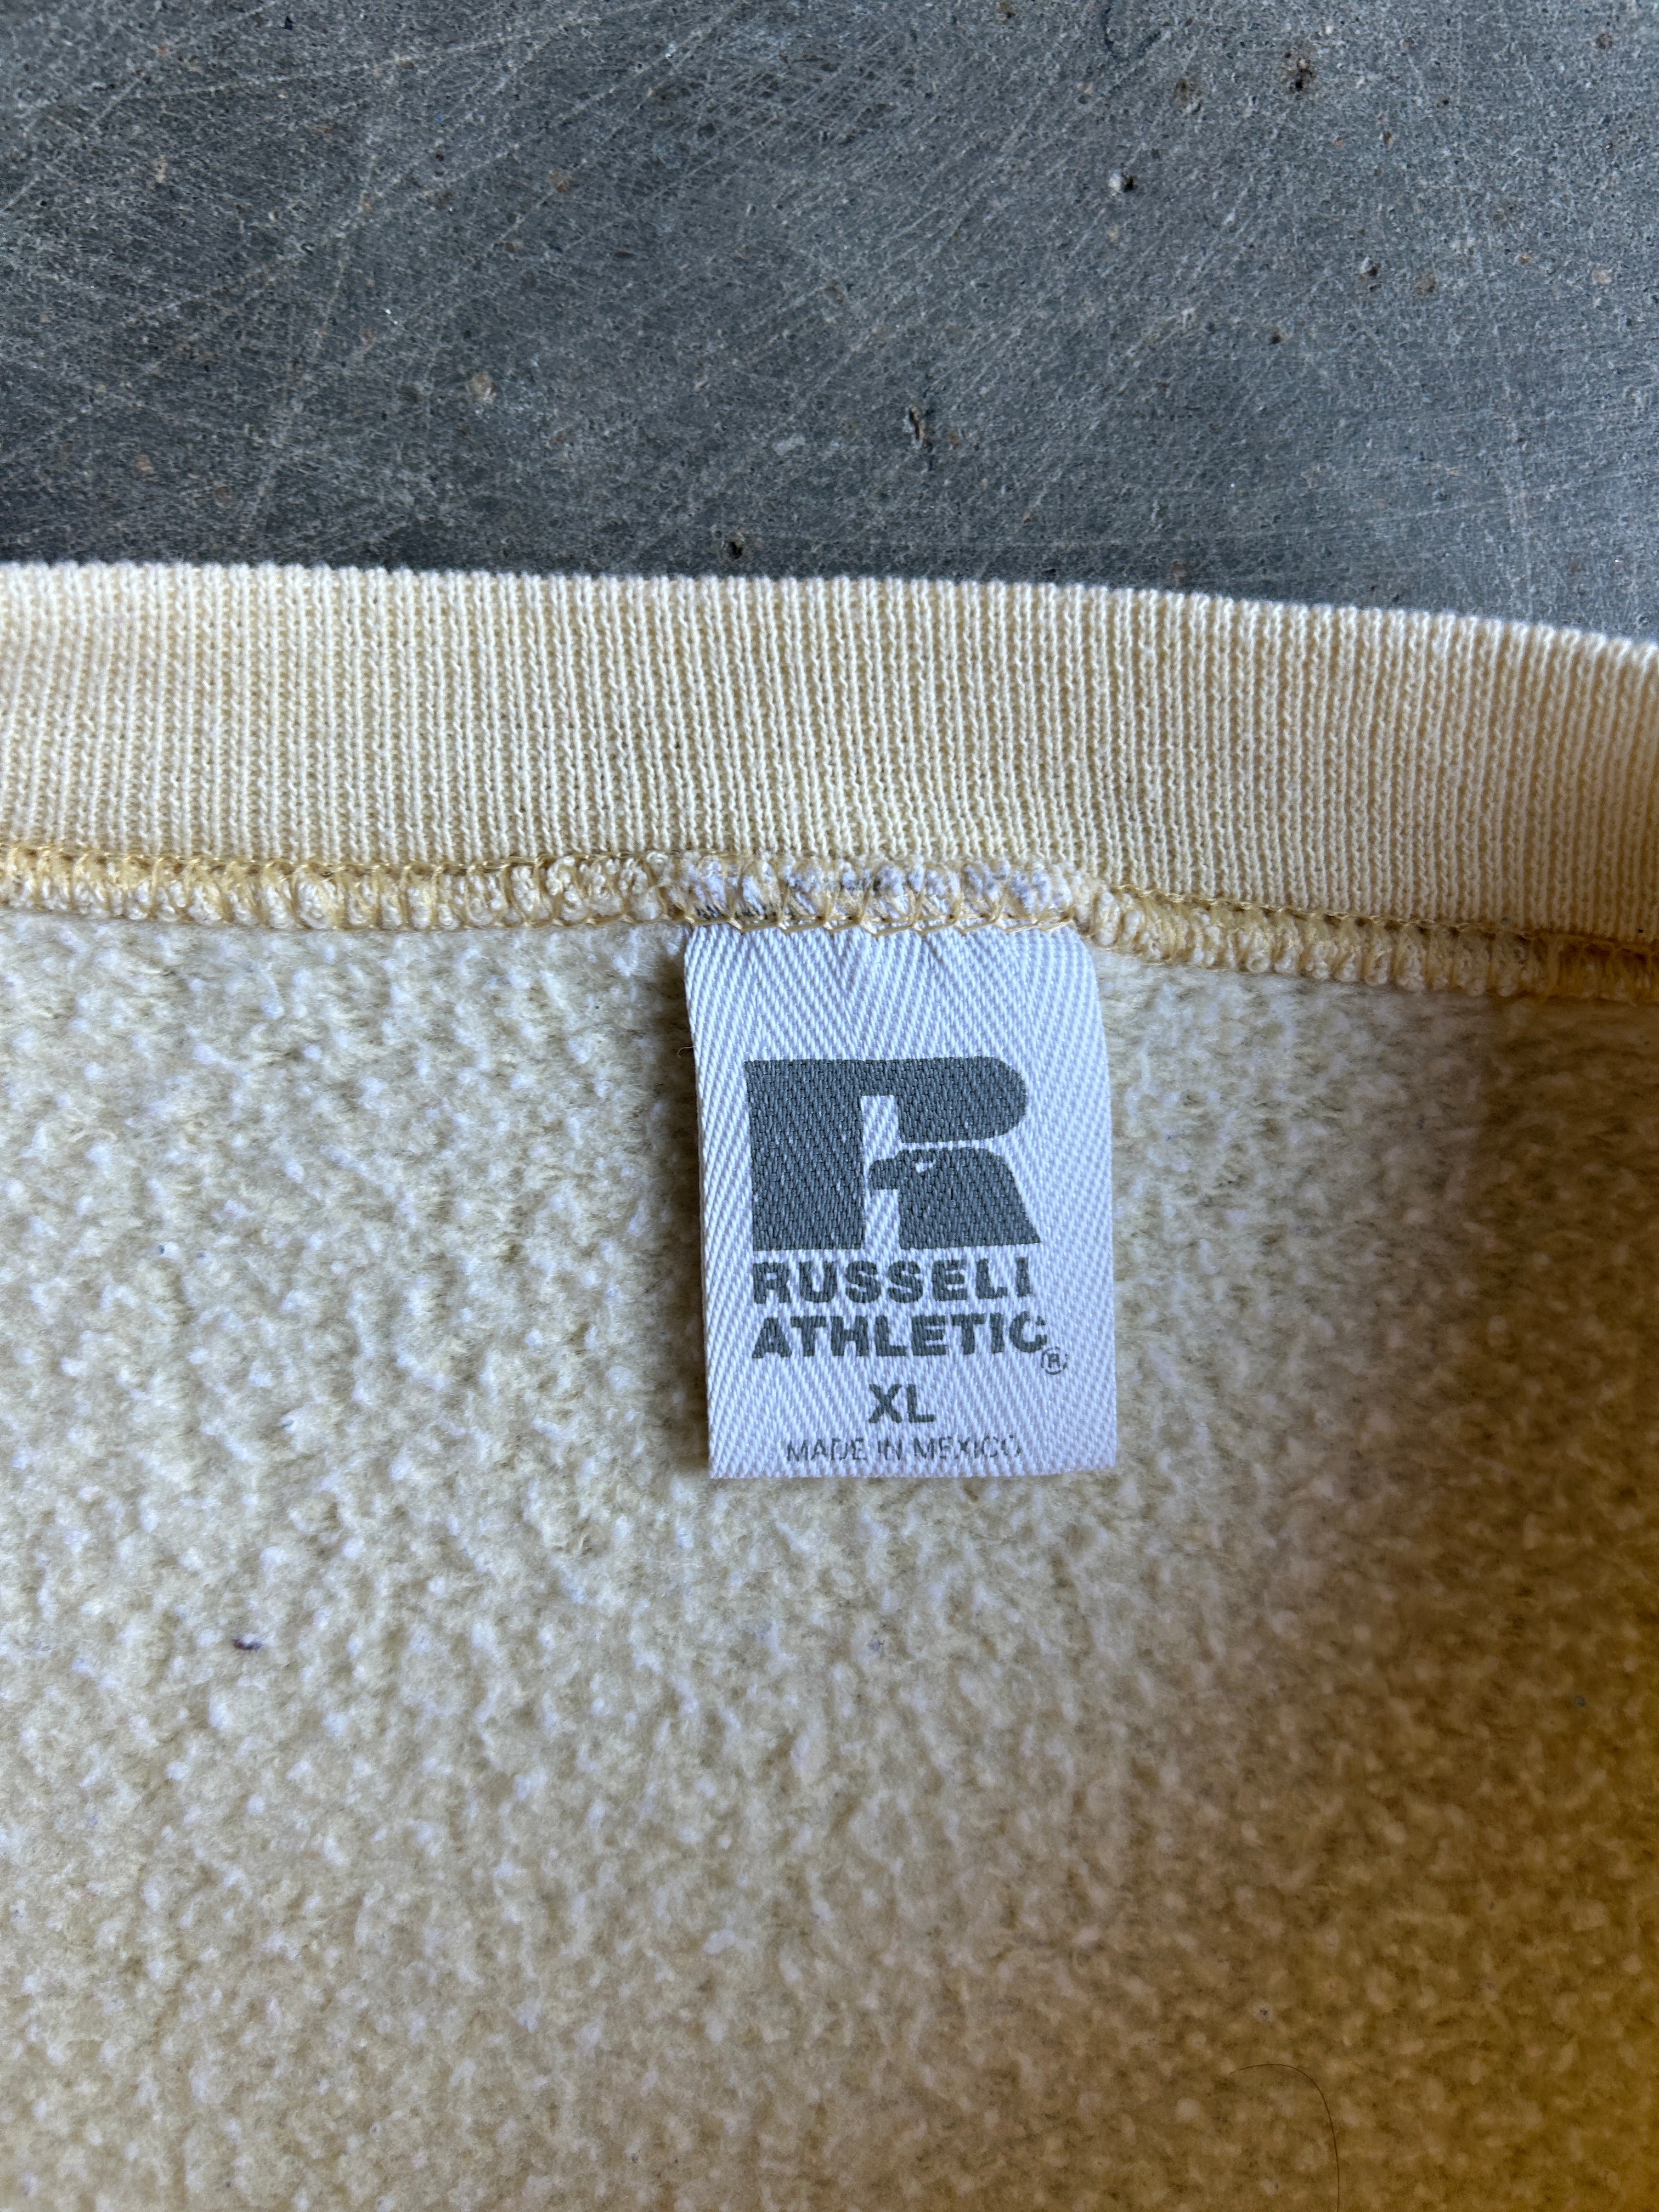 RUSSELL
ATHLETIC®
XL
MADE IN MEXICO